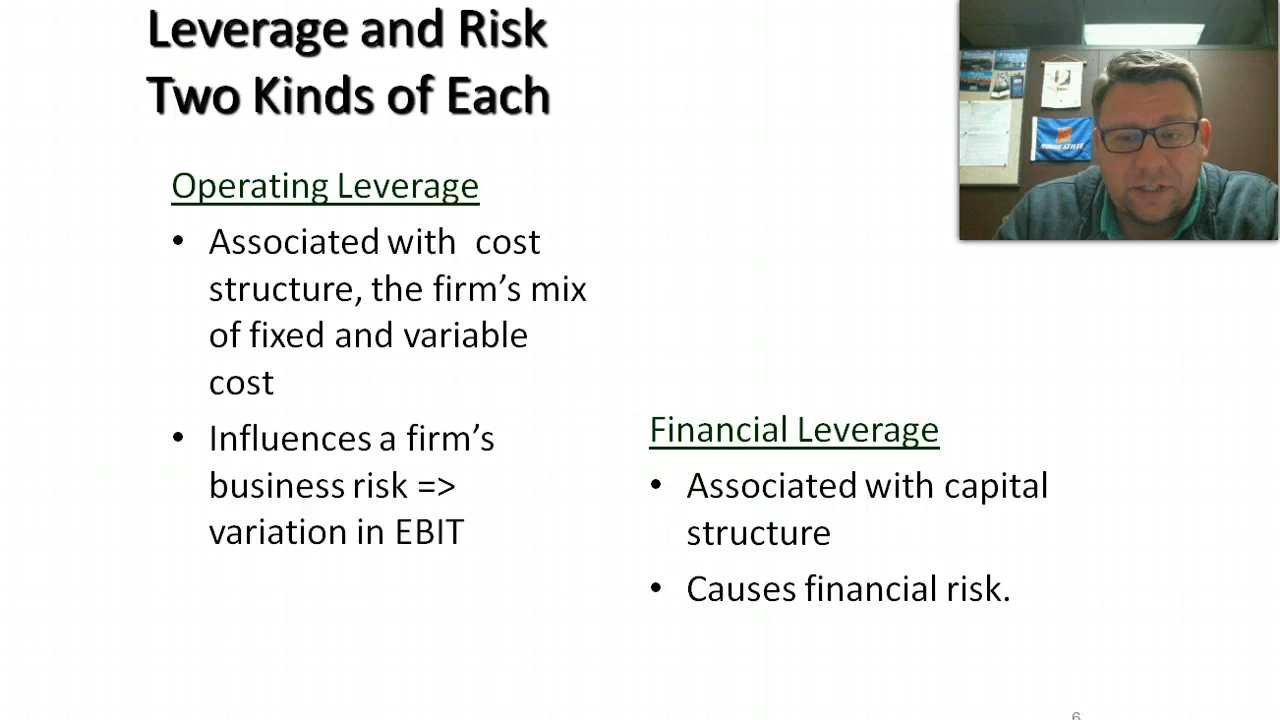 Leverage and Risk
Two Kinds of Each
Operating Leverage
• Associated with cost
structure, the firm's mix
of fixed and variable
cost
• Influences a firm's
business risk =>
variation in EBIT
Financial Leverage
• Associated with capital
structure
• Causes financial risk.
6